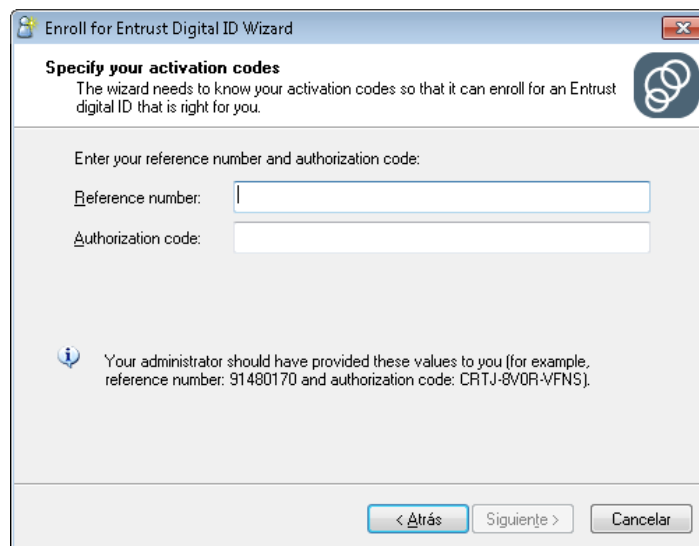 Enroll for Entrust Digital ID Wizard
Specify your activation codes
The wizard needs to know your activation codes so that it can enroll for an Entrust
digital ID that is right for you.
Enter your reference number and authorization code:
Reference number:
Authorization code:
Your administrator should have provided these values to you (for example,
reference number: 91480170 and authorization code: CRTJ-8V0R-VFNS).
< Atrás Siguiente > Cancelar